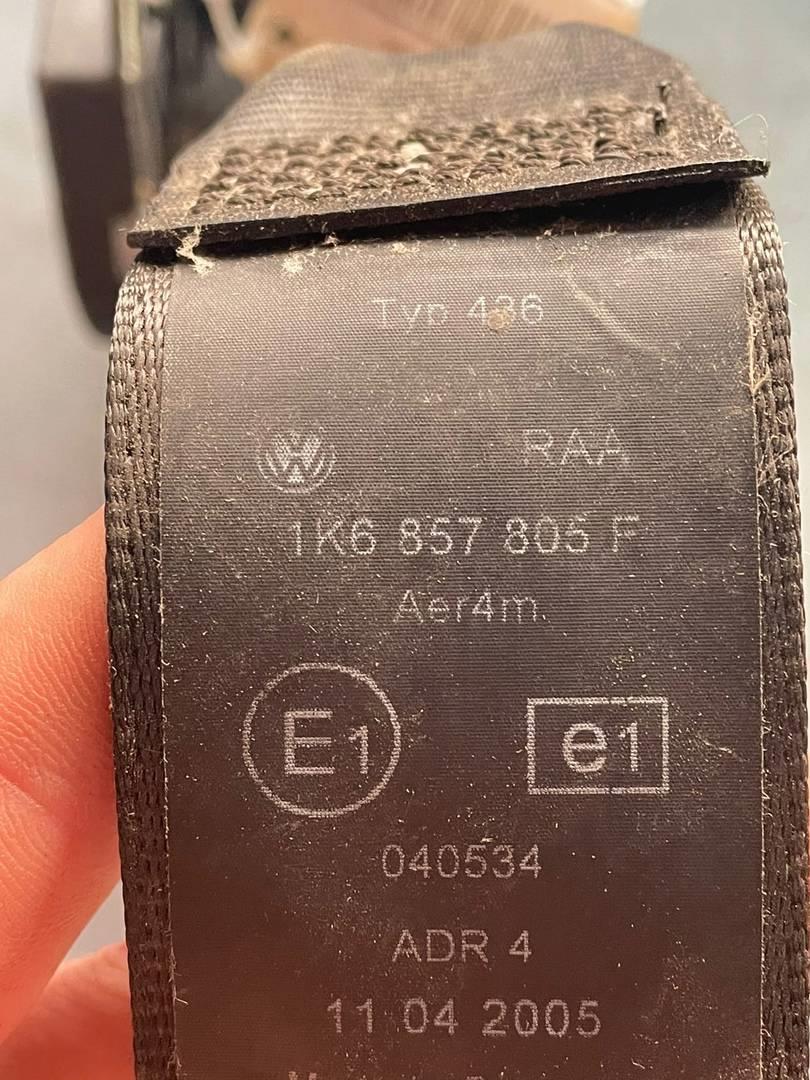 Typ 436
RAA
1K6 857 805 F
Aer4m
E1 e1
040534
ADR 4
11 04 2005